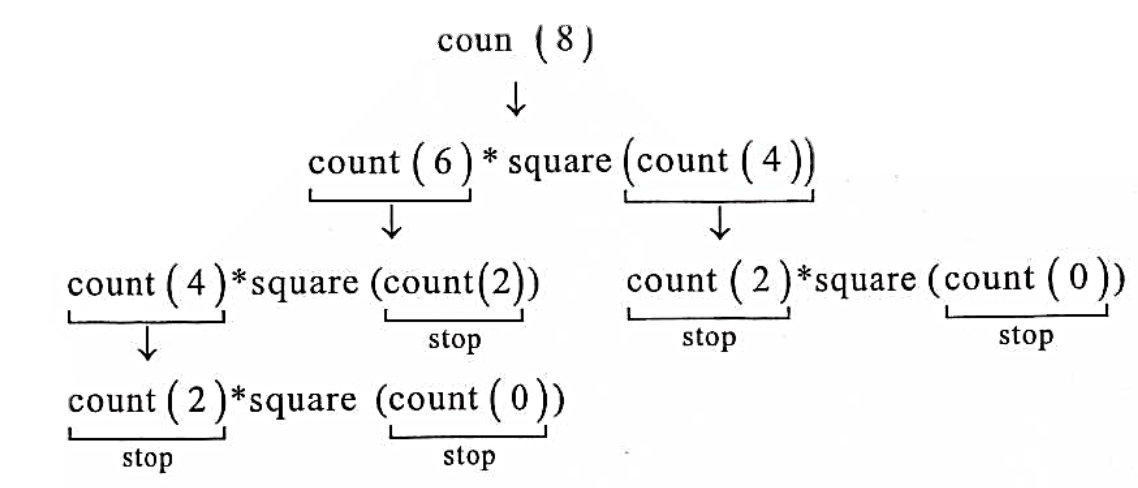 coun (8)
↓
count (6) * square (count (4))
↓ ↓
count (4)*square (count(2)) count (2)*square (count (0))
↓ stop stop stop
count (2)*square (count (0))
stop stop